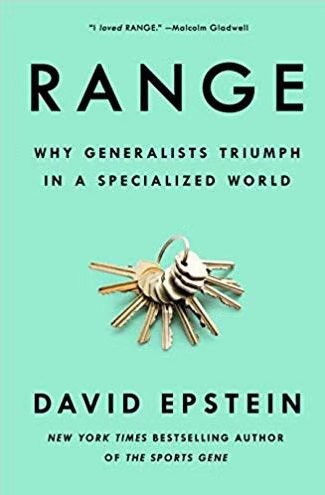 "I loved RANGE." —Malcolm Gladwell
RANGE
WHY GENERALISTS TRIUMPH
IN A SPECIALIZED WORLD
DAVID EPSTEIN
NEW YORK TIMES BESTSELLING AUTHOR
OF THE SPORTS GENE